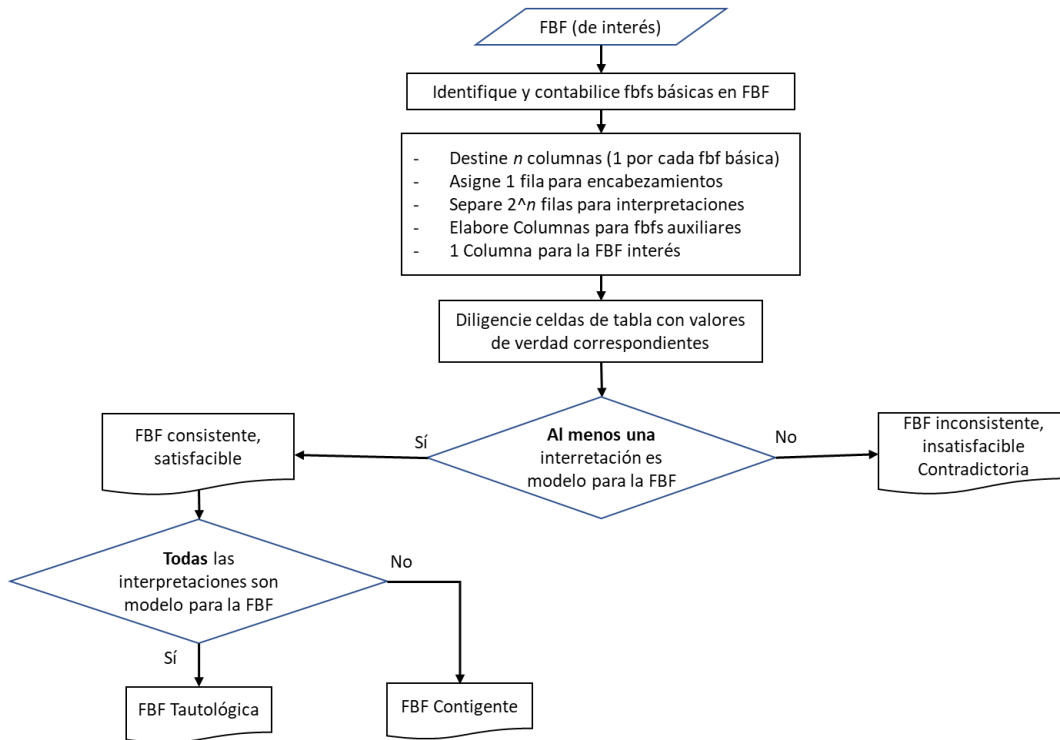 FBF (de interés)
Identifique y contabilice fbfs básicas en FBF
- Destine n columnas (1 por cada fbf básica)
- Asigne 1 fila para encabezamientos
- Separe 2^n filas para interpretaciones
- Elabore Columnas para fbfs auxiliares
- 1 Columna para la FBF interés
Diligencie celdas de tabla con valores
de verdad correspondientes
Al menos una
interretación es
modelo para la FBF
Sí
No
FBF consistente,
satisfacible
FBF inconsistente,
insatisfacible
Contradictoria
Todas las
interpretaciones son
modelo para la FBF
No
Sí
FBF Tautológica
FBF Contigente